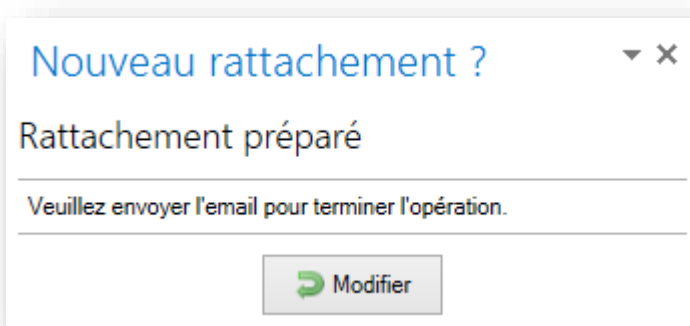 Nouveau rattachement ?
Rattachement préparé
Veuillez envoyer l'email pour terminer l'opération.
Modifier